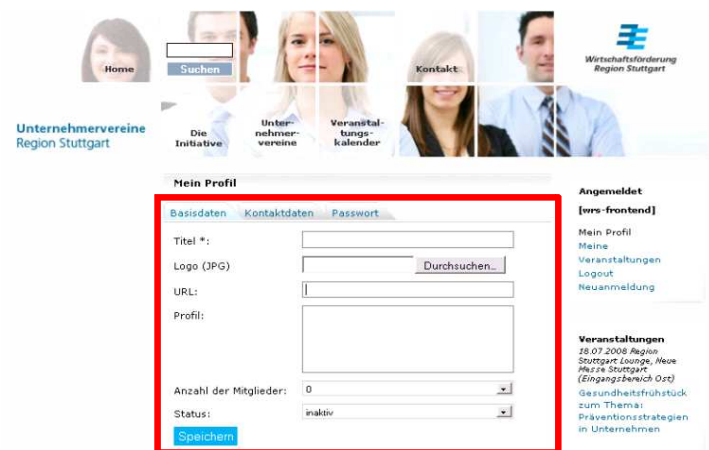 Home
Suchen
Kontakt
Wirtschaftsförderung
Region Stuttgart
Unternehmervereine
Region Stuttgart
Die
Initiative
Unter-
nehmer-
vereine
Veranstal-
tungs-
kalender
Mein Profil
Basisdaten Kontaktdaten Passwort
Titel *:
Logo (JPG) Durchsuchen...
URL:
Profil:
Anzahl der Mitglieder: 0
Status: inaktiv
Speichern
Angemeldet
[wrs-frontend]
Mein Profil
Meine
Veranstaltungen
Logout
Neuanmeldung
Veranstaltungen
18.07.2008 Region
Stuttgart Lounge, Neue
Messe Stuttgart
(Eingangsbereich Ost)
Gesundheitsfrühstück
zum Thema:
Präventionsstrategien
in Unternehmen